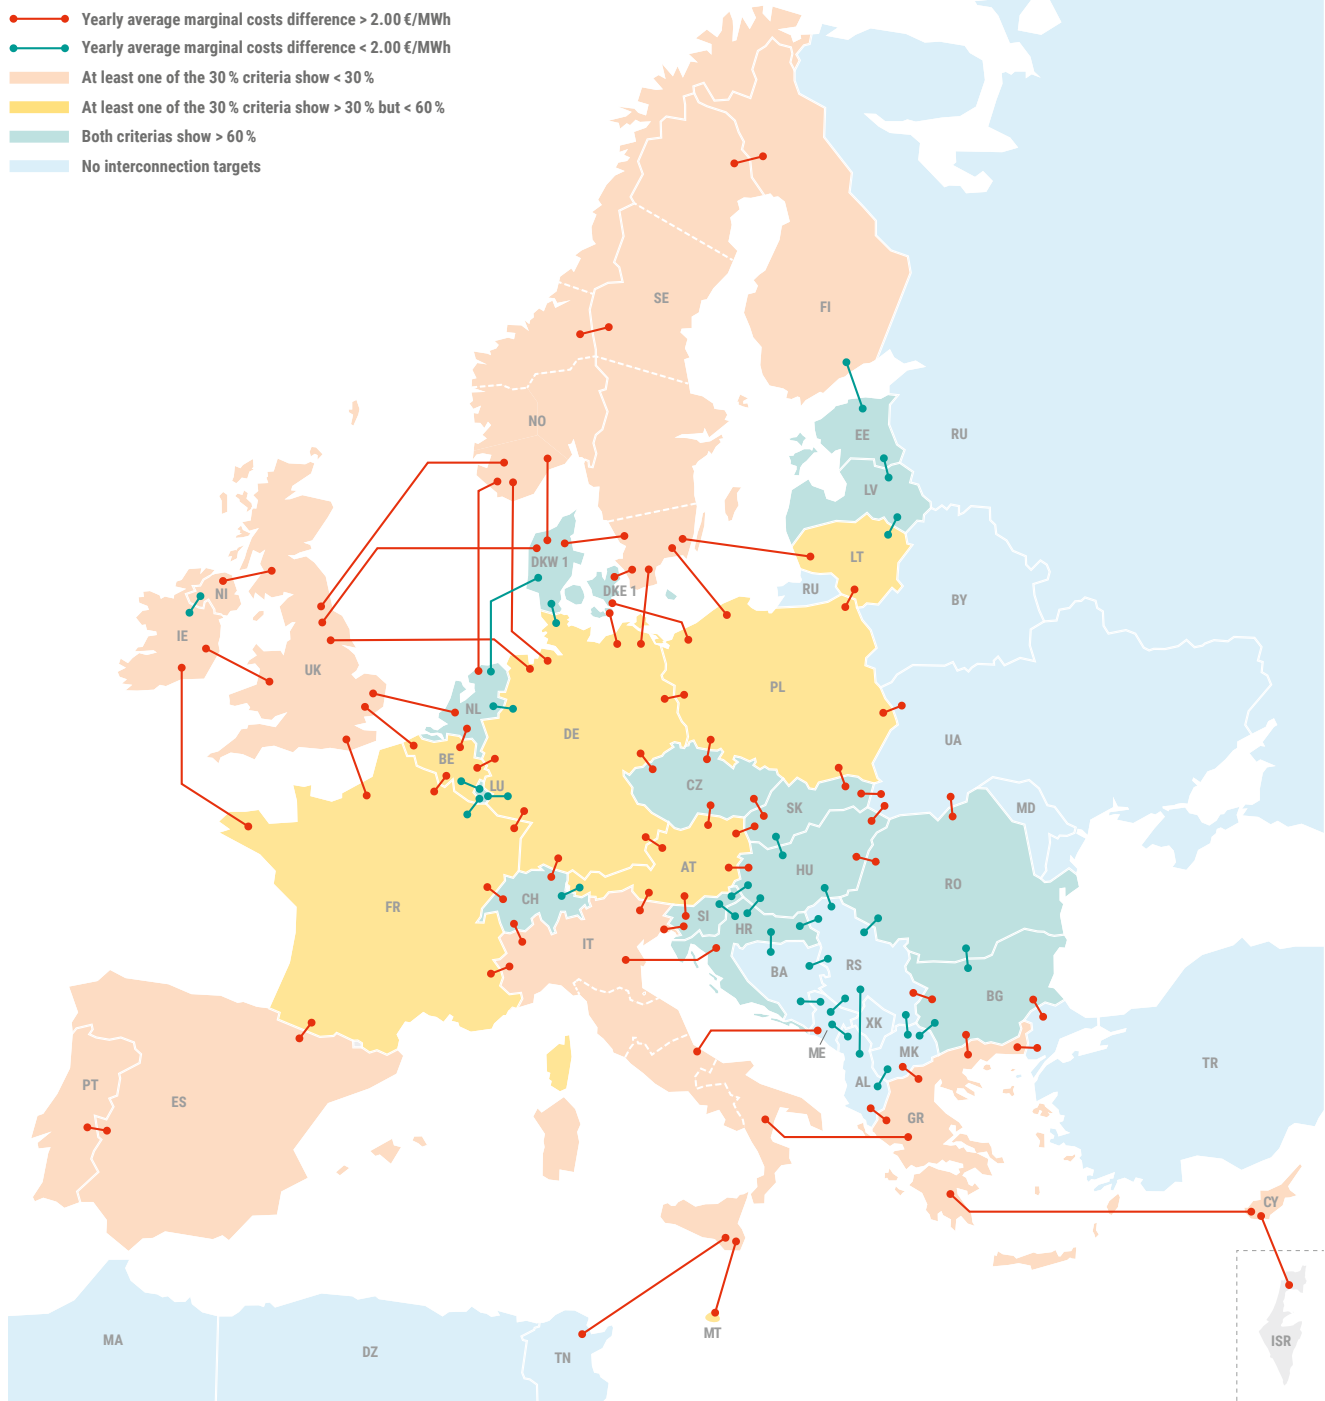 Yearly average marginal costs difference > 2.00 €/MWh
Yearly average marginal costs difference < 2.00 €/MWh
At least one of the 30 % criteria show < 30 %
At least one of the 30 % criteria show > 30 % but < 60 %
Both criterias show > 60 %
No interconnection targets
SE
FI
NO
EE
RU
LV
DKW 1
LT
NI
DKE 1
RU
BY
IE
UK
PL
NL
DE
UA
BE
LU
CZ
SK
MD
AT
HU
CH
RO
FR
SI
HR
IT
BA
RS
BG
XK
ME
MK
TR
PT
AL
ES
GR
CY
MT
MA
ISR
DZ
TN